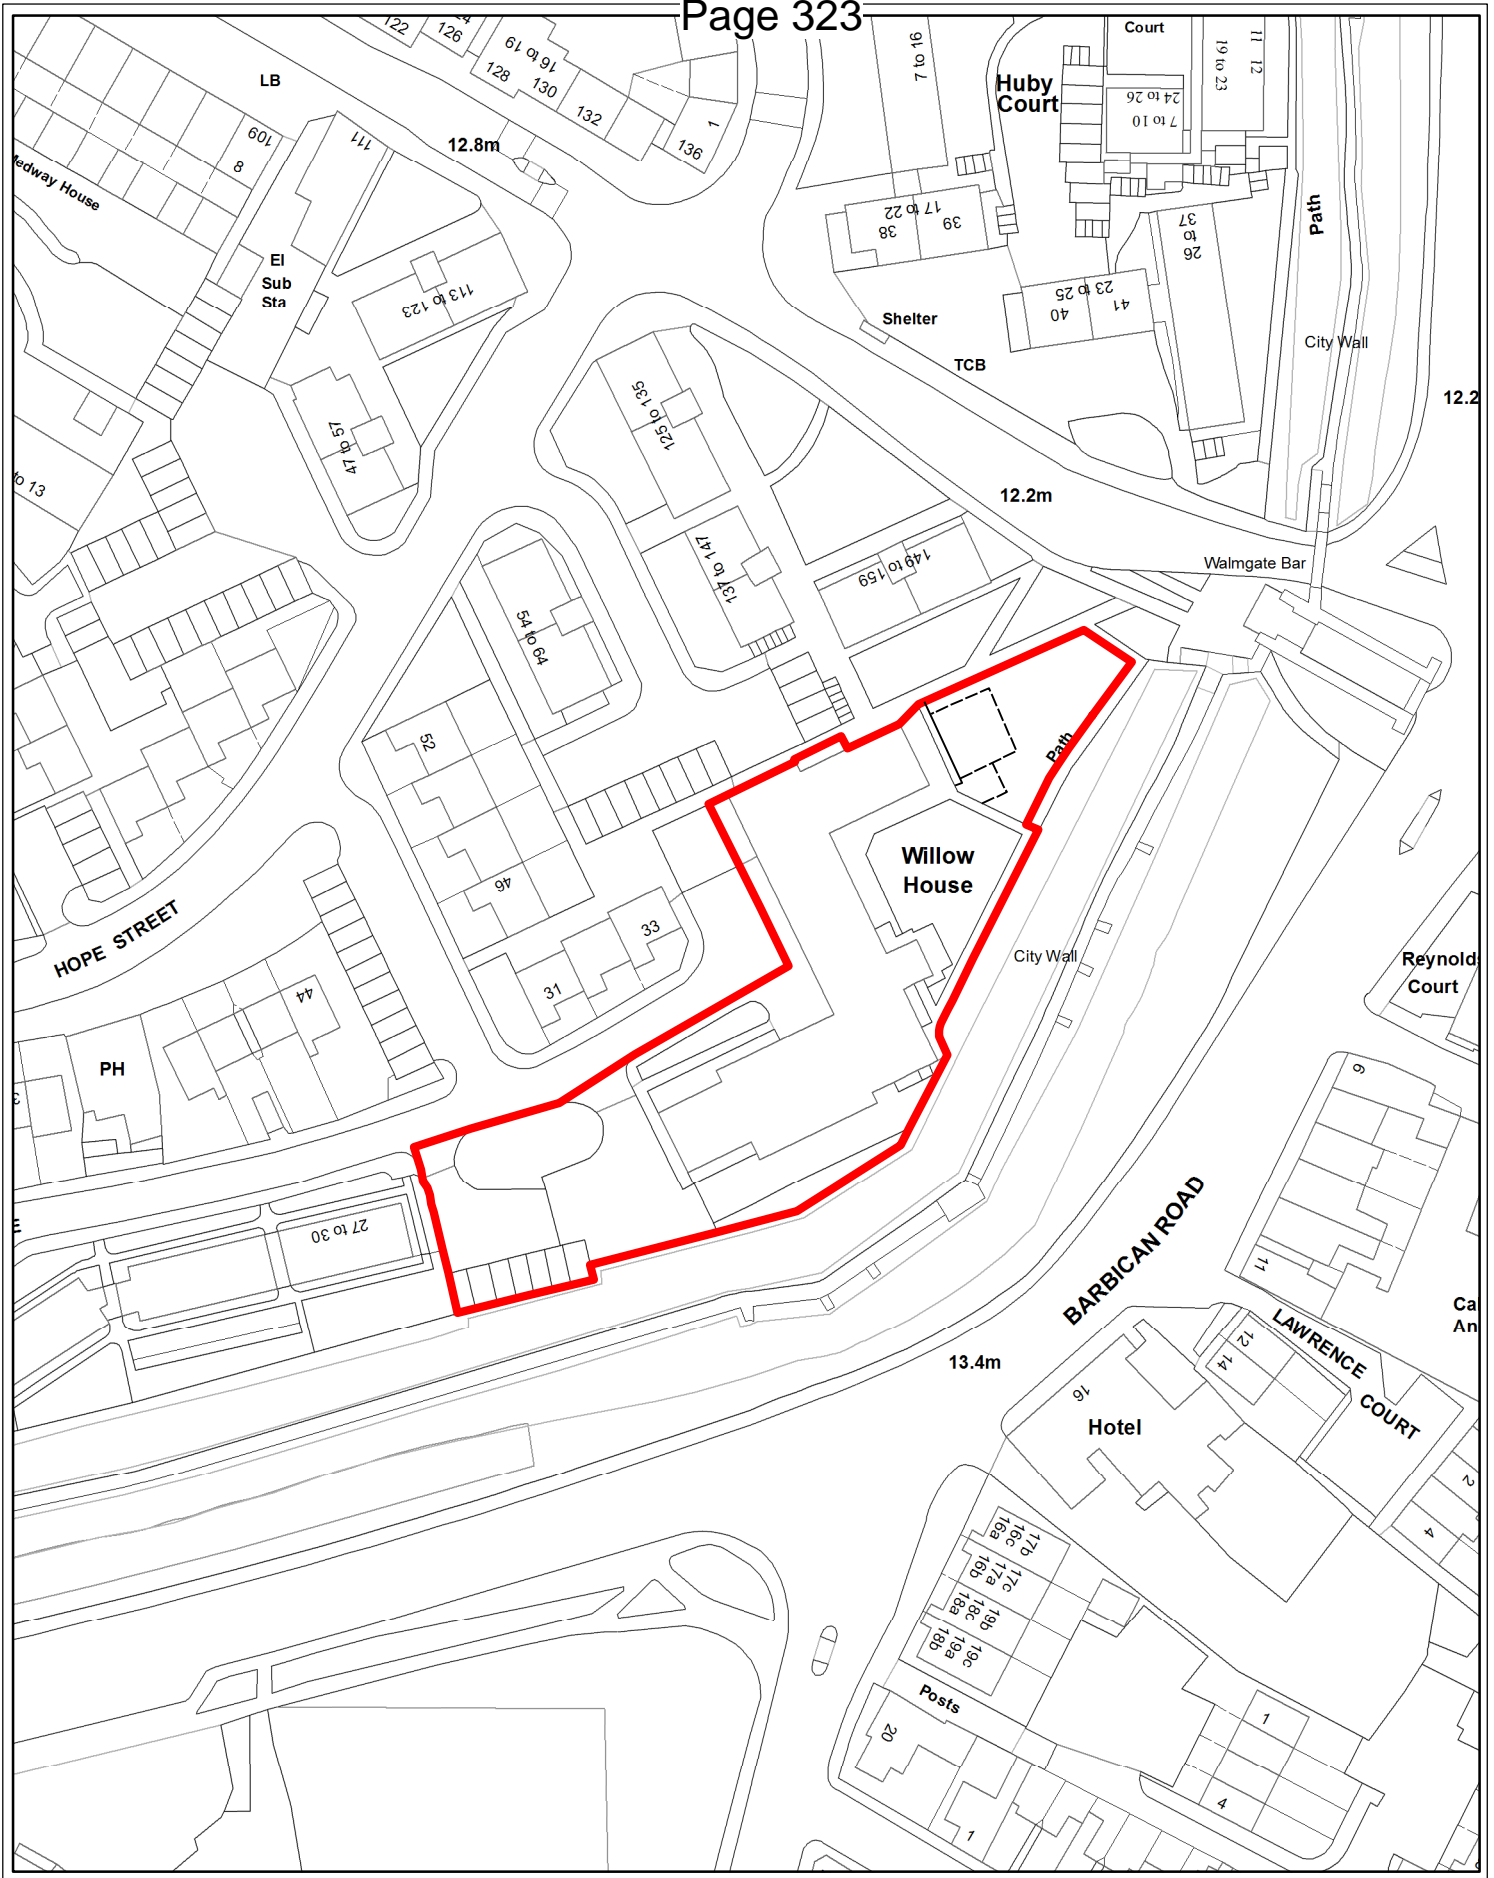 Page 323
122
126
16 to 19
128
130
132
1
136
LB
109
8
111
12.8m
Medway House
El
Sub
Sta
113 to 123
47 to 57
to 13
7 to 16
Huby
Court
Court
19 to 23
11
12
24 to 26
7 to 10
17 to 22
38
39
26
to
37
Path
23 to 25
40
41
Shelter
TCB
City Wall
12.2
125 to 135
137 to 147
149 to 159
12.2m
Walmgate Bar
54 to 64
52
46
33
31
Path
Willow
House
City Wall
HOPE STREET
44
PH
3
E
27 to 30
Reynolds
Court
6
11
BARBICAN ROAD
13.4m
LAWRENCE
COURT
12
14
16
Hotel
Ca
An
2
4
16a
16c
17b
16b
17a
17c
18a
18c
19b
18b
19a
19c
Posts
20
1
1
4